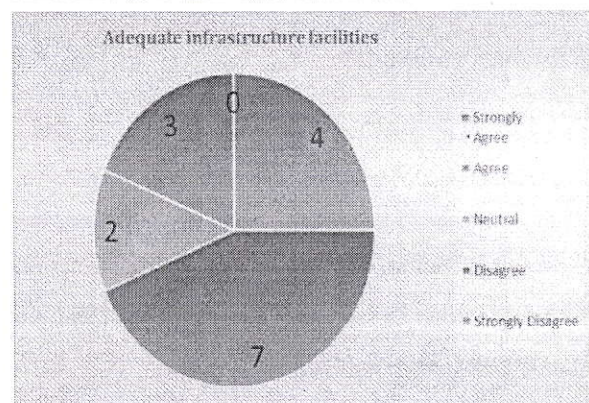 Adequate infrastructure facilities
0
3
4
2
7
Strongly
Agree
Agree
Neutral
Disagree
Strongly Disagree